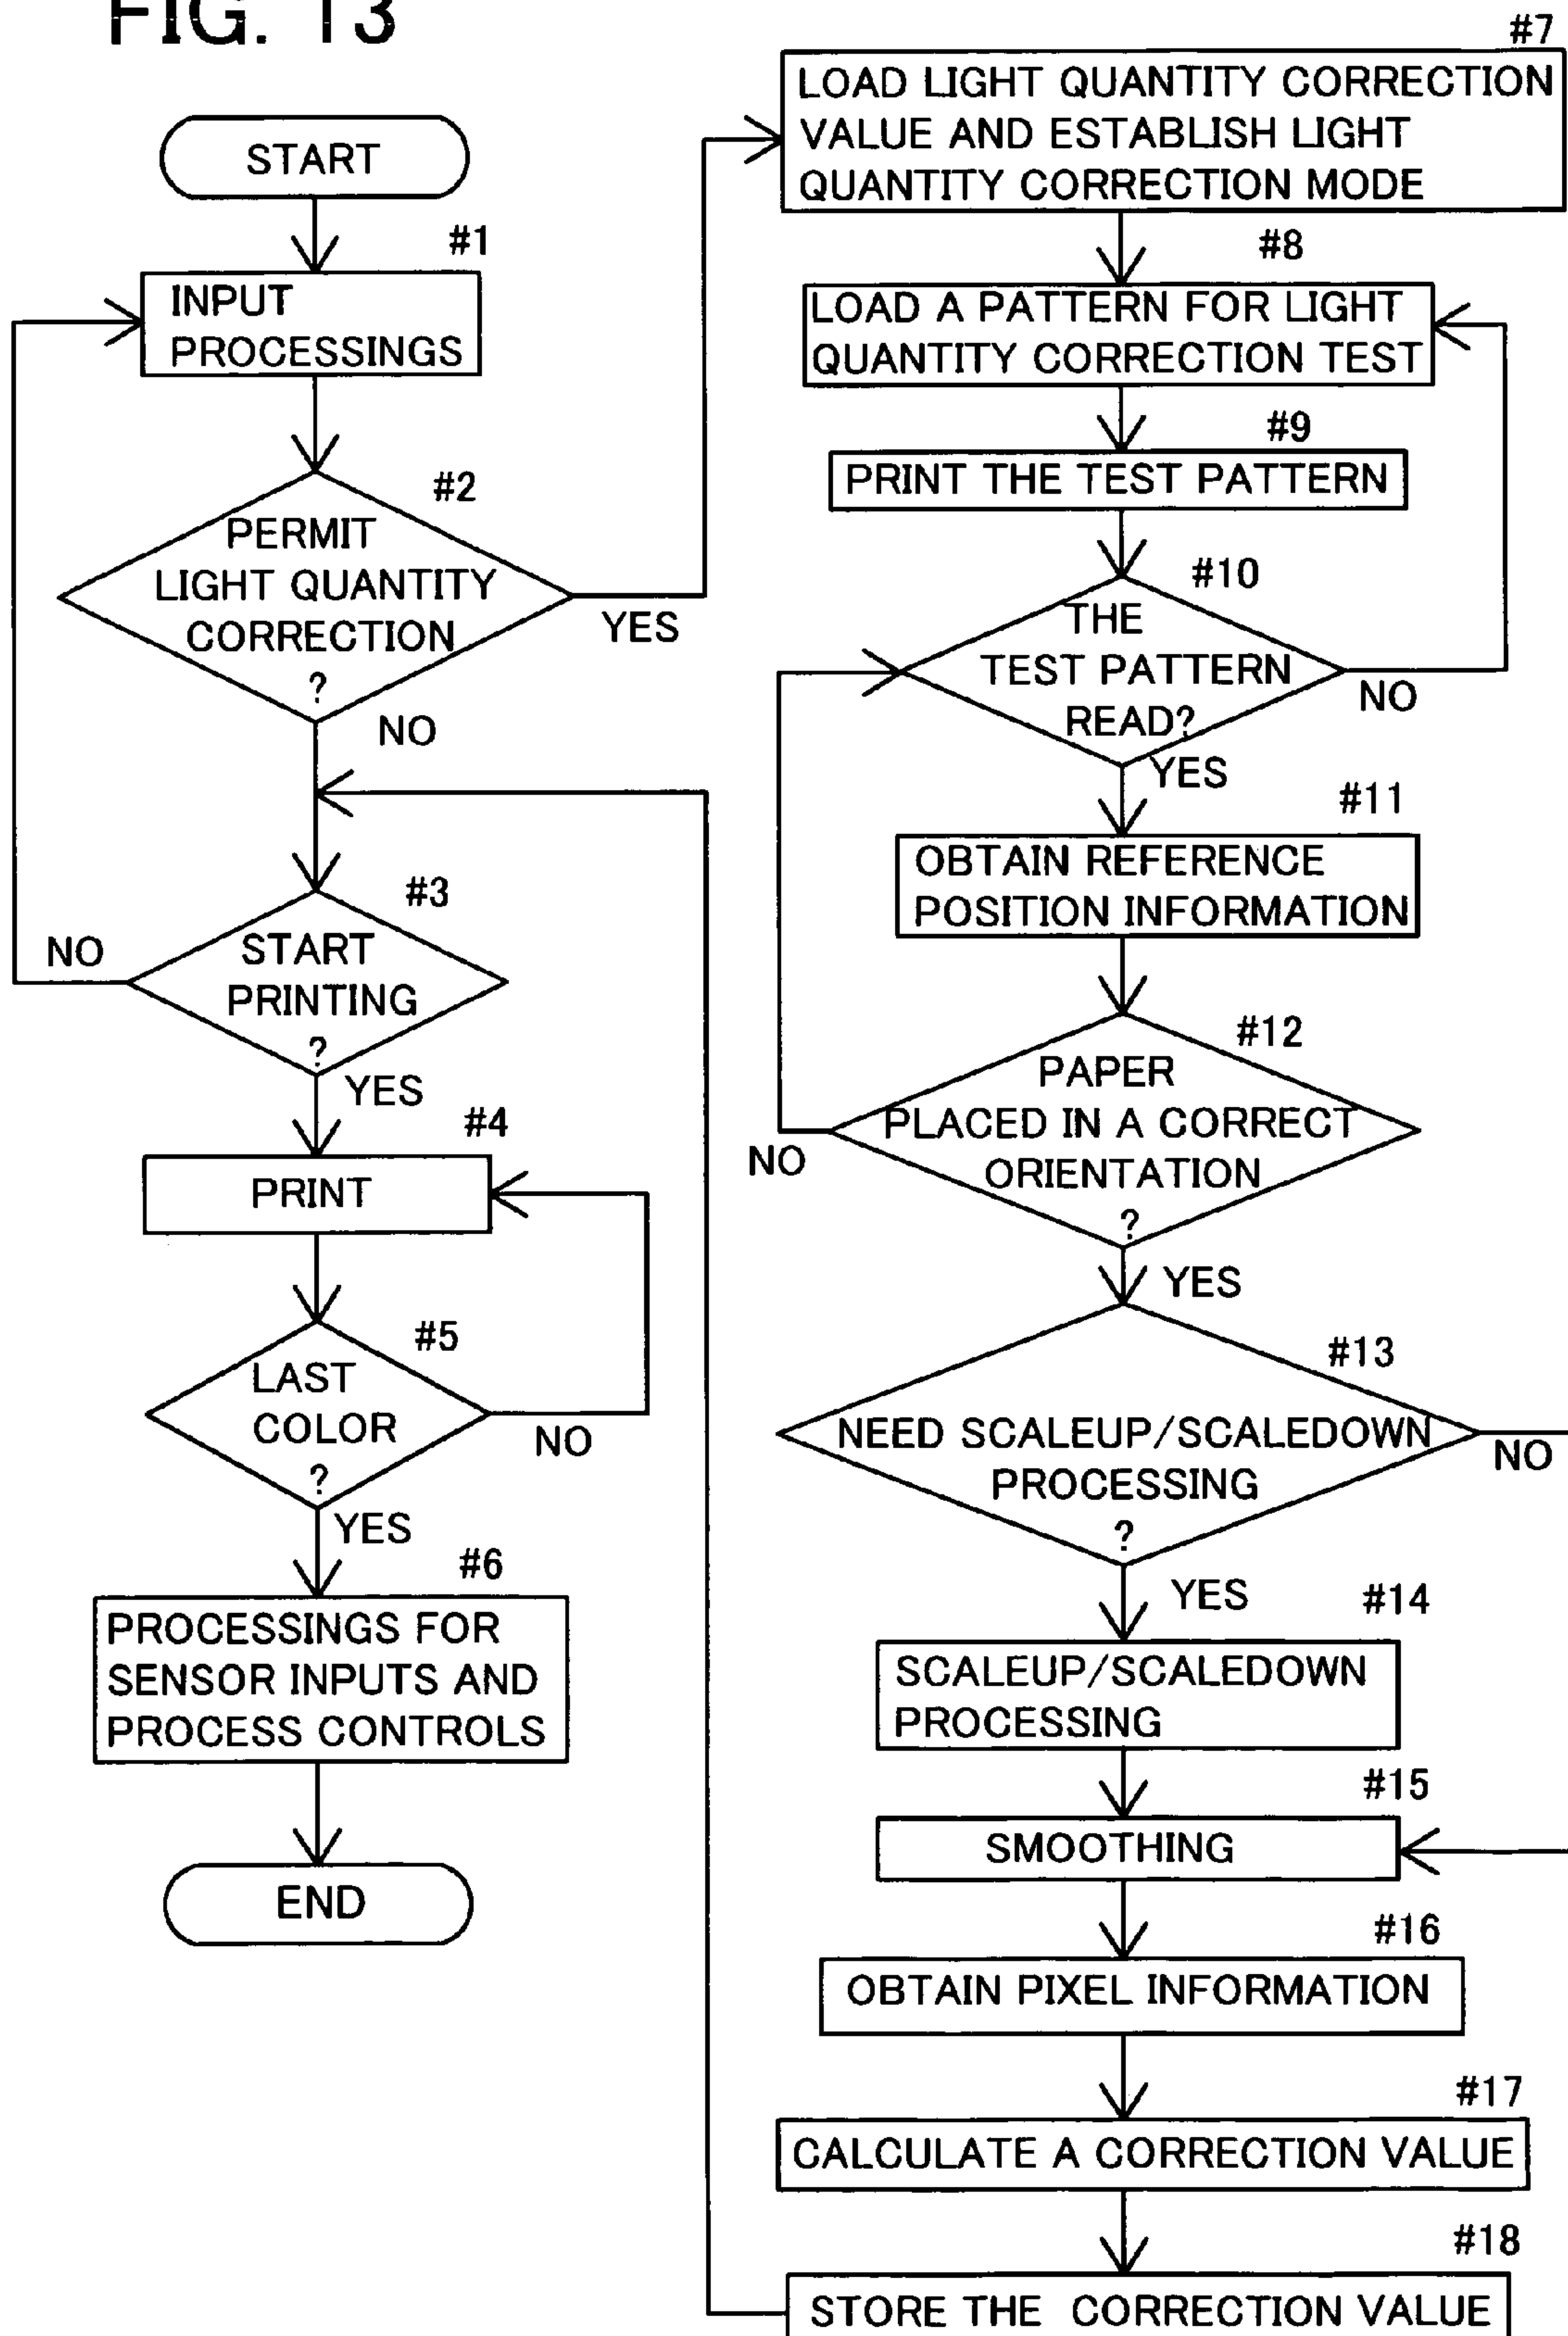 FIG. 13
START
#1
INPUT
PROCESSINGS
#2
PERMIT
LIGHT QUANTITY
CORRECTION
?
YES
NO
#3
START
PRINTING
?
NO
YES
#4
PRINT
#5
LAST
COLOR
?
NO
YES
#6
PROCESSINGS FOR
SENSOR INPUTS AND
PROCESS CONTROLS
END
#7
LOAD LIGHT QUANTITY CORRECTION
VALUE AND ESTABLISH LIGHT
QUANTITY CORRECTION MODE
#8
LOAD A PATTERN FOR LIGHT
QUANTITY CORRECTION TEST
#9
PRINT THE TEST PATTERN
#10
THE
TEST PATTERN
READ?
NO
YES
#11
OBTAIN REFERENCE
POSITION INFORMATION
#12
PAPER
PLACED IN A CORRECT
ORIENTATION
?
NO
YES
#13
NEED SCALEUP/SCALEDOWN
PROCESSING
?
NO
YES
#14
SCALEUP/SCALEDOWN
PROCESSING
#15
SMOOTHING
#16
OBTAIN PIXEL INFORMATION
#17
CALCULATE A CORRECTION VALUE
#18
STORE THE CORRECTION VALUE